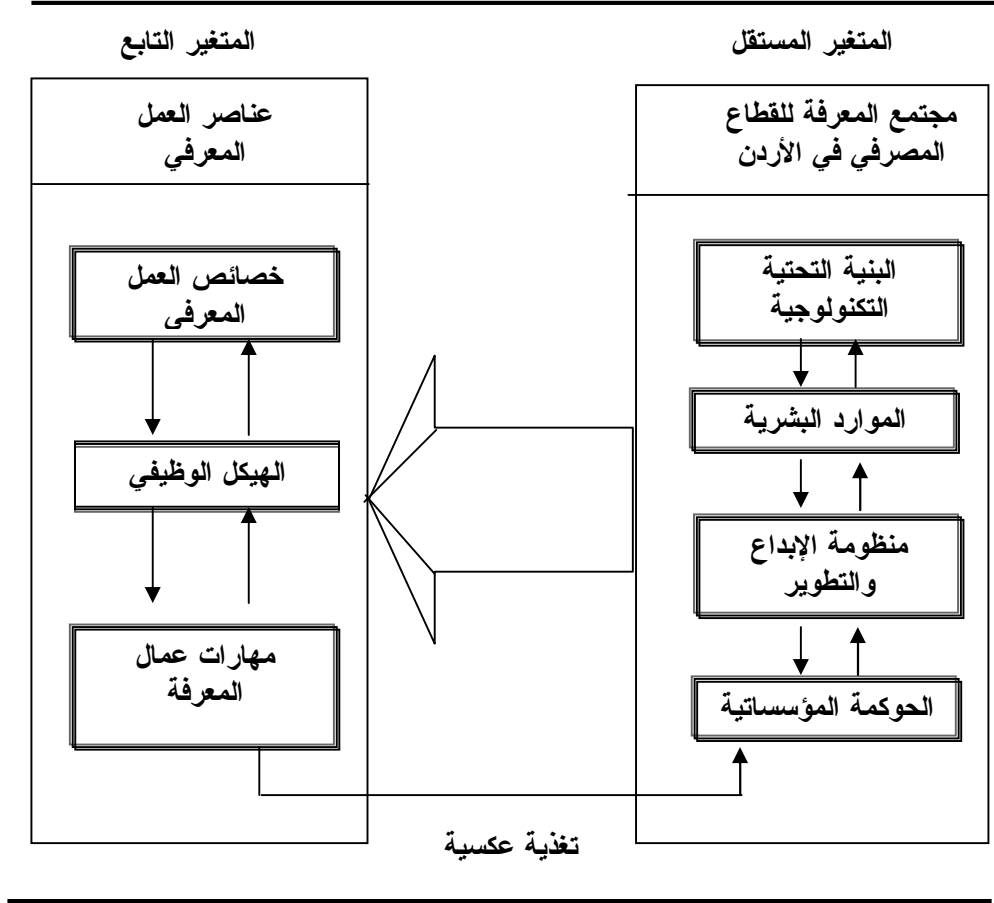 المتغير المستقل
المتغير التابع
مجتمع المعرفة للقطاع
المصرفي في الأردن
البنية التحتية
التكنولوجية
الموارد البشرية
منظومة الإبداع
والتطوير
الحوكمة المؤسساتية
عناصر العمل
المعرفي
خصائص العمل
المعرفي
الهيكل الوظيفي
مهارات عمال
المعرفة
تغذية عكسية